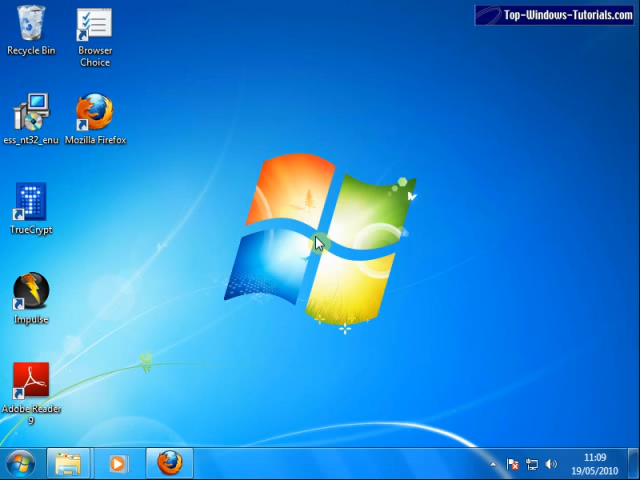 Top-Windows-Tutorials.com
Recycle Bin
Browser
Choice
ess_nt32_enu
Mozilla Firefox
TrueCrypt
Impulse
Adobe Reader
9
11:09
19/05/2010